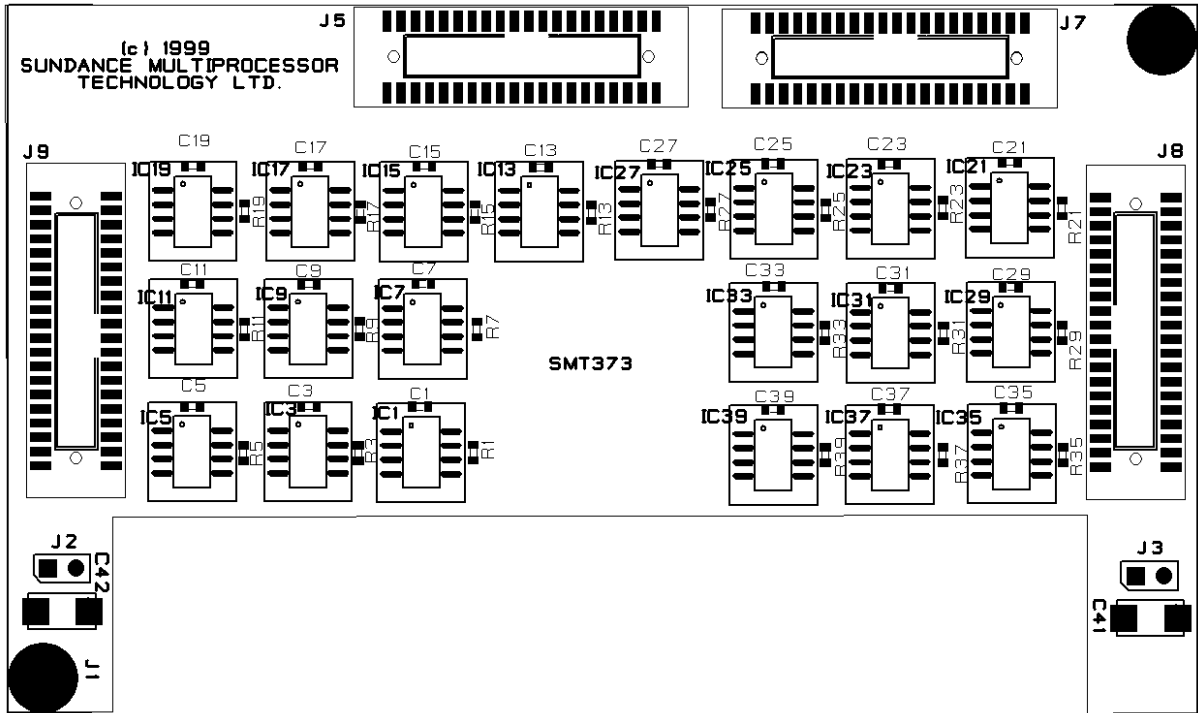 J5
J7
(c) 1999
SUNDANCE MULTIPROCESSOR
TECHNOLOGY LTD.
J9
J8
C19
C17
C15
C13
C27
C25
C23
C21
IC19
IC17
IC15
IC13
IC27
IC25
IC23
IC21
R19
R17
R15
R13
R27
R25
R23
R21
C11
C9
C7
C33
C31
C29
IC11
IC9
IC7
IC33
IC31
IC29
R11
R9
R7
R33
R31
R29
SMT373
C5
C3
C1
C39
C37
C35
IC5
IC3
IC1
IC39
IC37
IC35
R5
R3
R1
R39
R37
R35
J2
C42
J3
C41
J1